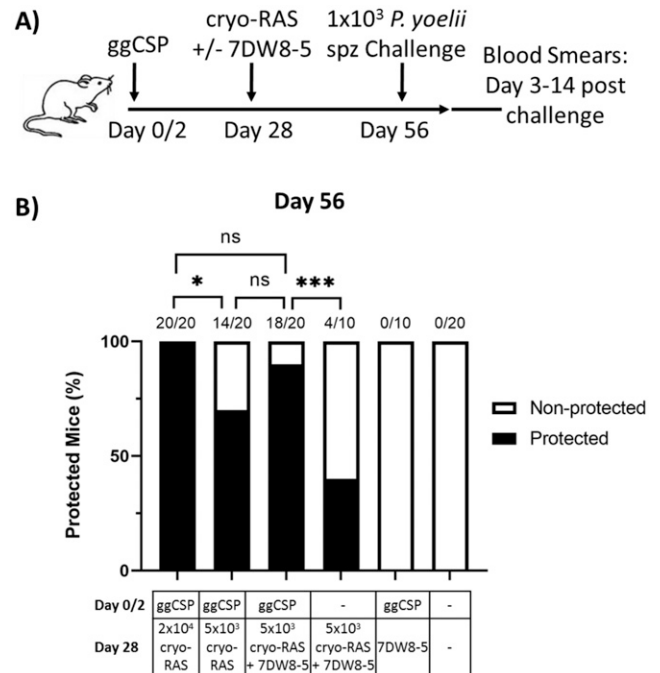 A)
ggCSP
cryo-RAS
+/- 7DW8-5
1x10³ P. yoelii
spz Challenge
Blood Smears:
Day 3-14 post
challenge
Day 0/2
Day 28
Day 56
B)
Day 56
ns
* ns ***
20/20 14/20 18/20 4/10 0/10 0/20
100
50
0
Protected Mice (%)
Non-protected
Protected
Day 0/2 ggCSP ggCSP ggCSP - ggCSP -
Day 28
2x10⁴
cryo-
RAS
5x10³
cryo-
RAS
5x10³
cryo-RAS
+ 7DW8-5
5x10³
cryo-RAS
+ 7DW8-5
7DW8-5
-